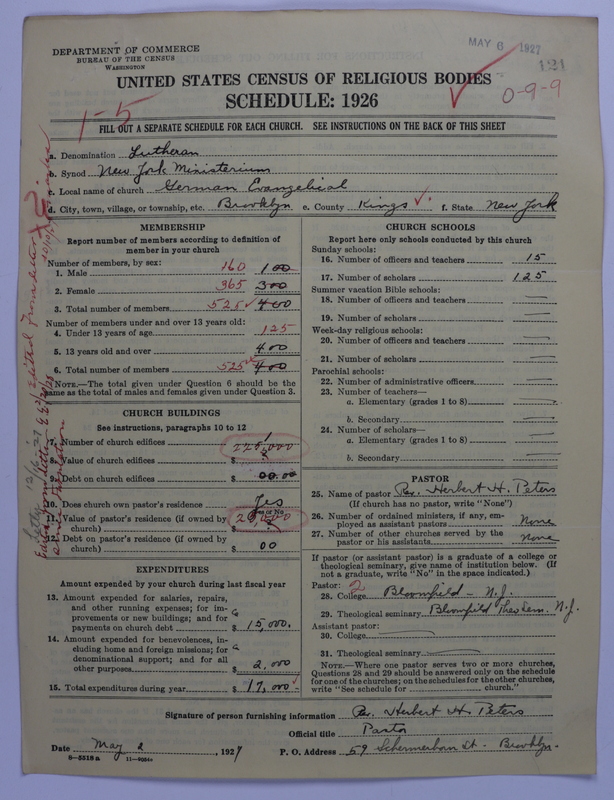 DEPARTMENT OF COMMERCE
BUREAU OF THE CENSUS
WASHINGTON
MAY 6 1927
121
UNITED STATES CENSUS OF RELIGIOUS BODIES
SCHEDULE: 1926
0-9-9
1-5
FILL OUT A SEPARATE SCHEDULE FOR EACH CHURCH. SEE INSTRUCTIONS ON THE BACK OF THIS SHEET
a. Denomination Lutheran
b. Synod New York Ministerium
c. Local name of church German Evangelical
d. City, town, village, or township, etc. Brooklyn e. County Kings f. State New York
MEMBERSHIP
Report number of members according to definition of
member in your church
Number of members, by sex:
1. Male 160 100
2. Female 365 300
3. Total number of members 525 400
Number of members under and over 13 years old:
4. Under 13 years of age 125
5. 13 years old and over 400
6. Total number of members 525 400
NOTE.—The total given under Question 6 should be the
same as the total of males and females given under Question 3.
CHURCH BUILDINGS
See instructions, paragraphs 10 to 12
7. Number of church edifices 1
8. Value of church edifices $ 225,000
9. Debt on church edifices $ 00.00
10. Does church own pastor's residence? Yes
Yes or No
11. Value of pastor's residence (if owned by
church) $
12. Debt on pastor's residence (if owned by
church) $ 00
EXPENDITURES
Amount expended by your church during last fiscal year
13. Amount expended for salaries, repairs,
and other running expenses; for im-
provements or new buildings; and for
payments on church debt $ 15,000.
14. Amount expended for benevolences, in-
cluding home and foreign missions; for
denominational support; and for all
other purposes $ 2,000
15. Total expenditures during year $ 17,000-
CHURCH SCHOOLS
Report here only schools conducted by this church
Sunday schools:
16. Number of officers and teachers 15
17. Number of scholars 125
Summer vacation Bible schools:
18. Number of officers and teachers
19. Number of scholars
Week-day religious schools:
20. Number of officers and teachers
21. Number of scholars
Parochial schools:
22. Number of administrative officers
23. Number of teachers—
a. Elementary (grades 1 to 8)
b. Secondary
24. Number of scholars—
a. Elementary (grades 1 to 8)
b. Secondary
PASTOR
25. Name of pastor Rev. Herbert H. Peters
(If church has no pastor, write "None")
26. Number of ordained ministers, if any, em-
ployed as assistant pastors None
27. Number of other churches served by the
pastor or his assistants None
If pastor (or assistant pastor) is a graduate of a college or
theological seminary, give name of institution below. (If
not a graduate, write "No" in the space indicated.)
Pastor: 2
28. College Bloomfield - N.J.
29. Theological seminary Bloomfield Theo. Sem. N.J.
Assistant pastor:
30. College
31. Theological seminary
NOTE.—Where one pastor serves two or more churches,
Questions 28 and 29 should be answered only on the schedule
for one of the churches; on the schedules for the other churches,
write "See schedule for church."
Signature of person furnishing information Rev. Herbert H. Peters
Official title Pastor
Date May 2, 1927 P. O. Address 59 Schermerhorn St. Brooklyn.
8-5518 a 11-9034